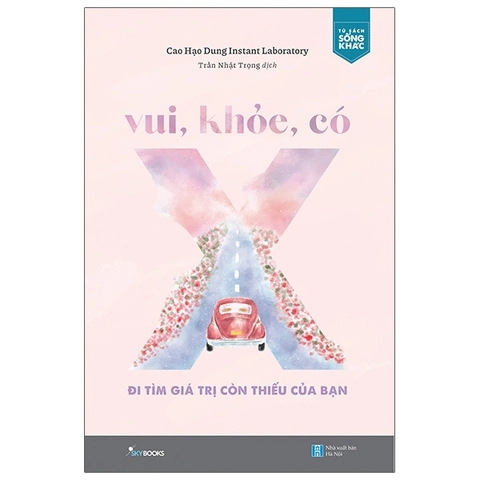 TỦ SÁCH
SỐNG
KHÁC
Cao Hạo Dung Instant Laboratory
Trần Nhật Trọng dịch
vui, khỏe, có
X
ĐI TÌM GIÁ TRỊ CÒN THIẾU CỦA BẠN
SKYBOOKS
Nhà xuất bản
Hà Nội